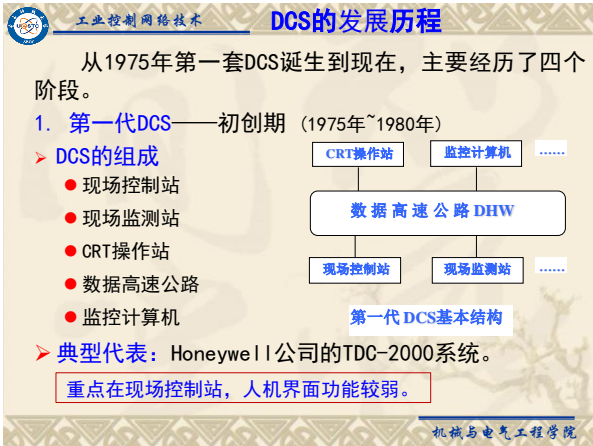 工业控制网络技术
DCS的发展历程
从1975年第一套DCS诞生到现在，主要经历了四个
阶段。
1. 第一代DCS——初创期 (1975年~1980年)
DCS的组成
现场控制站
现场监测站
CRT操作站
数据高速公路
监控计算机
CRT操作站
监控计算机
……
数据高速公路DHW
现场控制站
现场监测站
……
第一代 DCS基本结构
典型代表：Honeywell公司的TDC-2000系统。
重点在现场控制站，人机界面功能较弱。
机械与电气工程学院